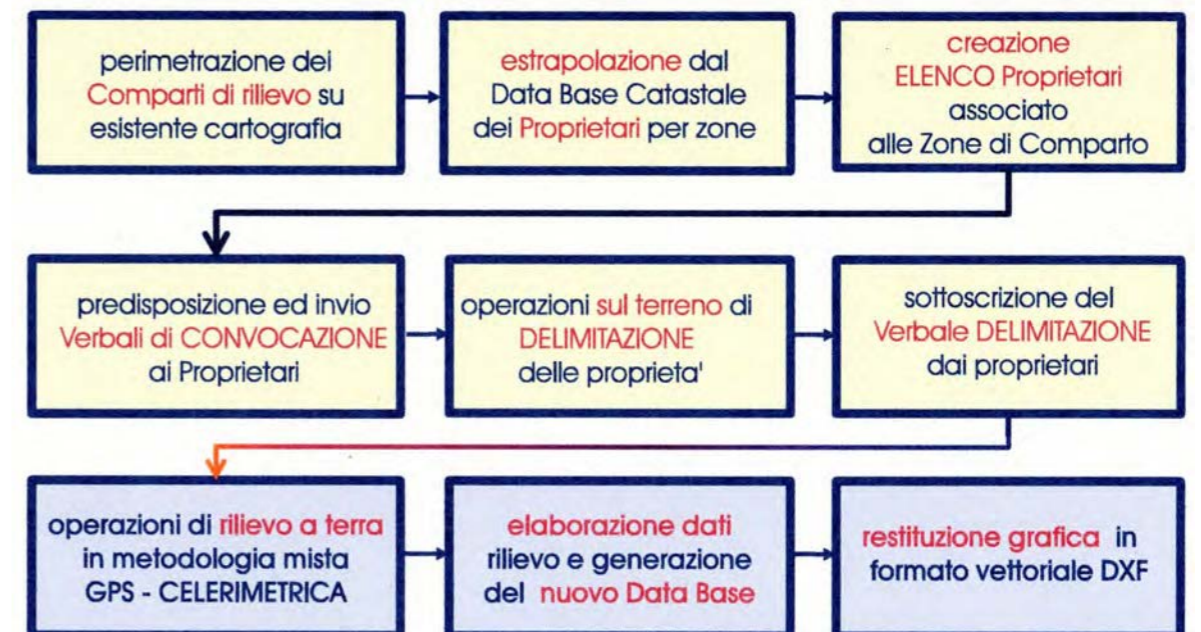 perimetrazione dei
Comparti di rilievo su
esistente cartografia
estrapolazione dal
Data Base Catastale
dei Proprietari per zone
creazione
ELENCO Proprietari
associato
alle Zone di Comparto
predisposizione ed invio
Verbali di CONVOCAZIONE
ai Proprietari
operazioni sul terreno di
DELIMITAZIONE
delle proprieta'
sottoscrizione del
Verbale DELIMITAZIONE
dai proprietari
operazioni di rilievo a terra
in metodologia mista
GPS - CELERIMETRICA
elaborazione dati
rilievo e generazione
del nuovo Data Base
restituzione grafica in
formato vettoriale DXF